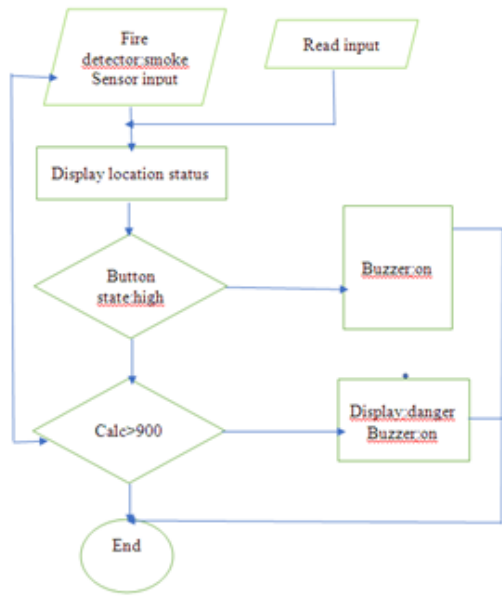 Fire
detector:smoke
Sensor input
Read input
Display location status
Button
state:high
Buzzer:on
Calc>900
Display:danger
Buzzer:on
End